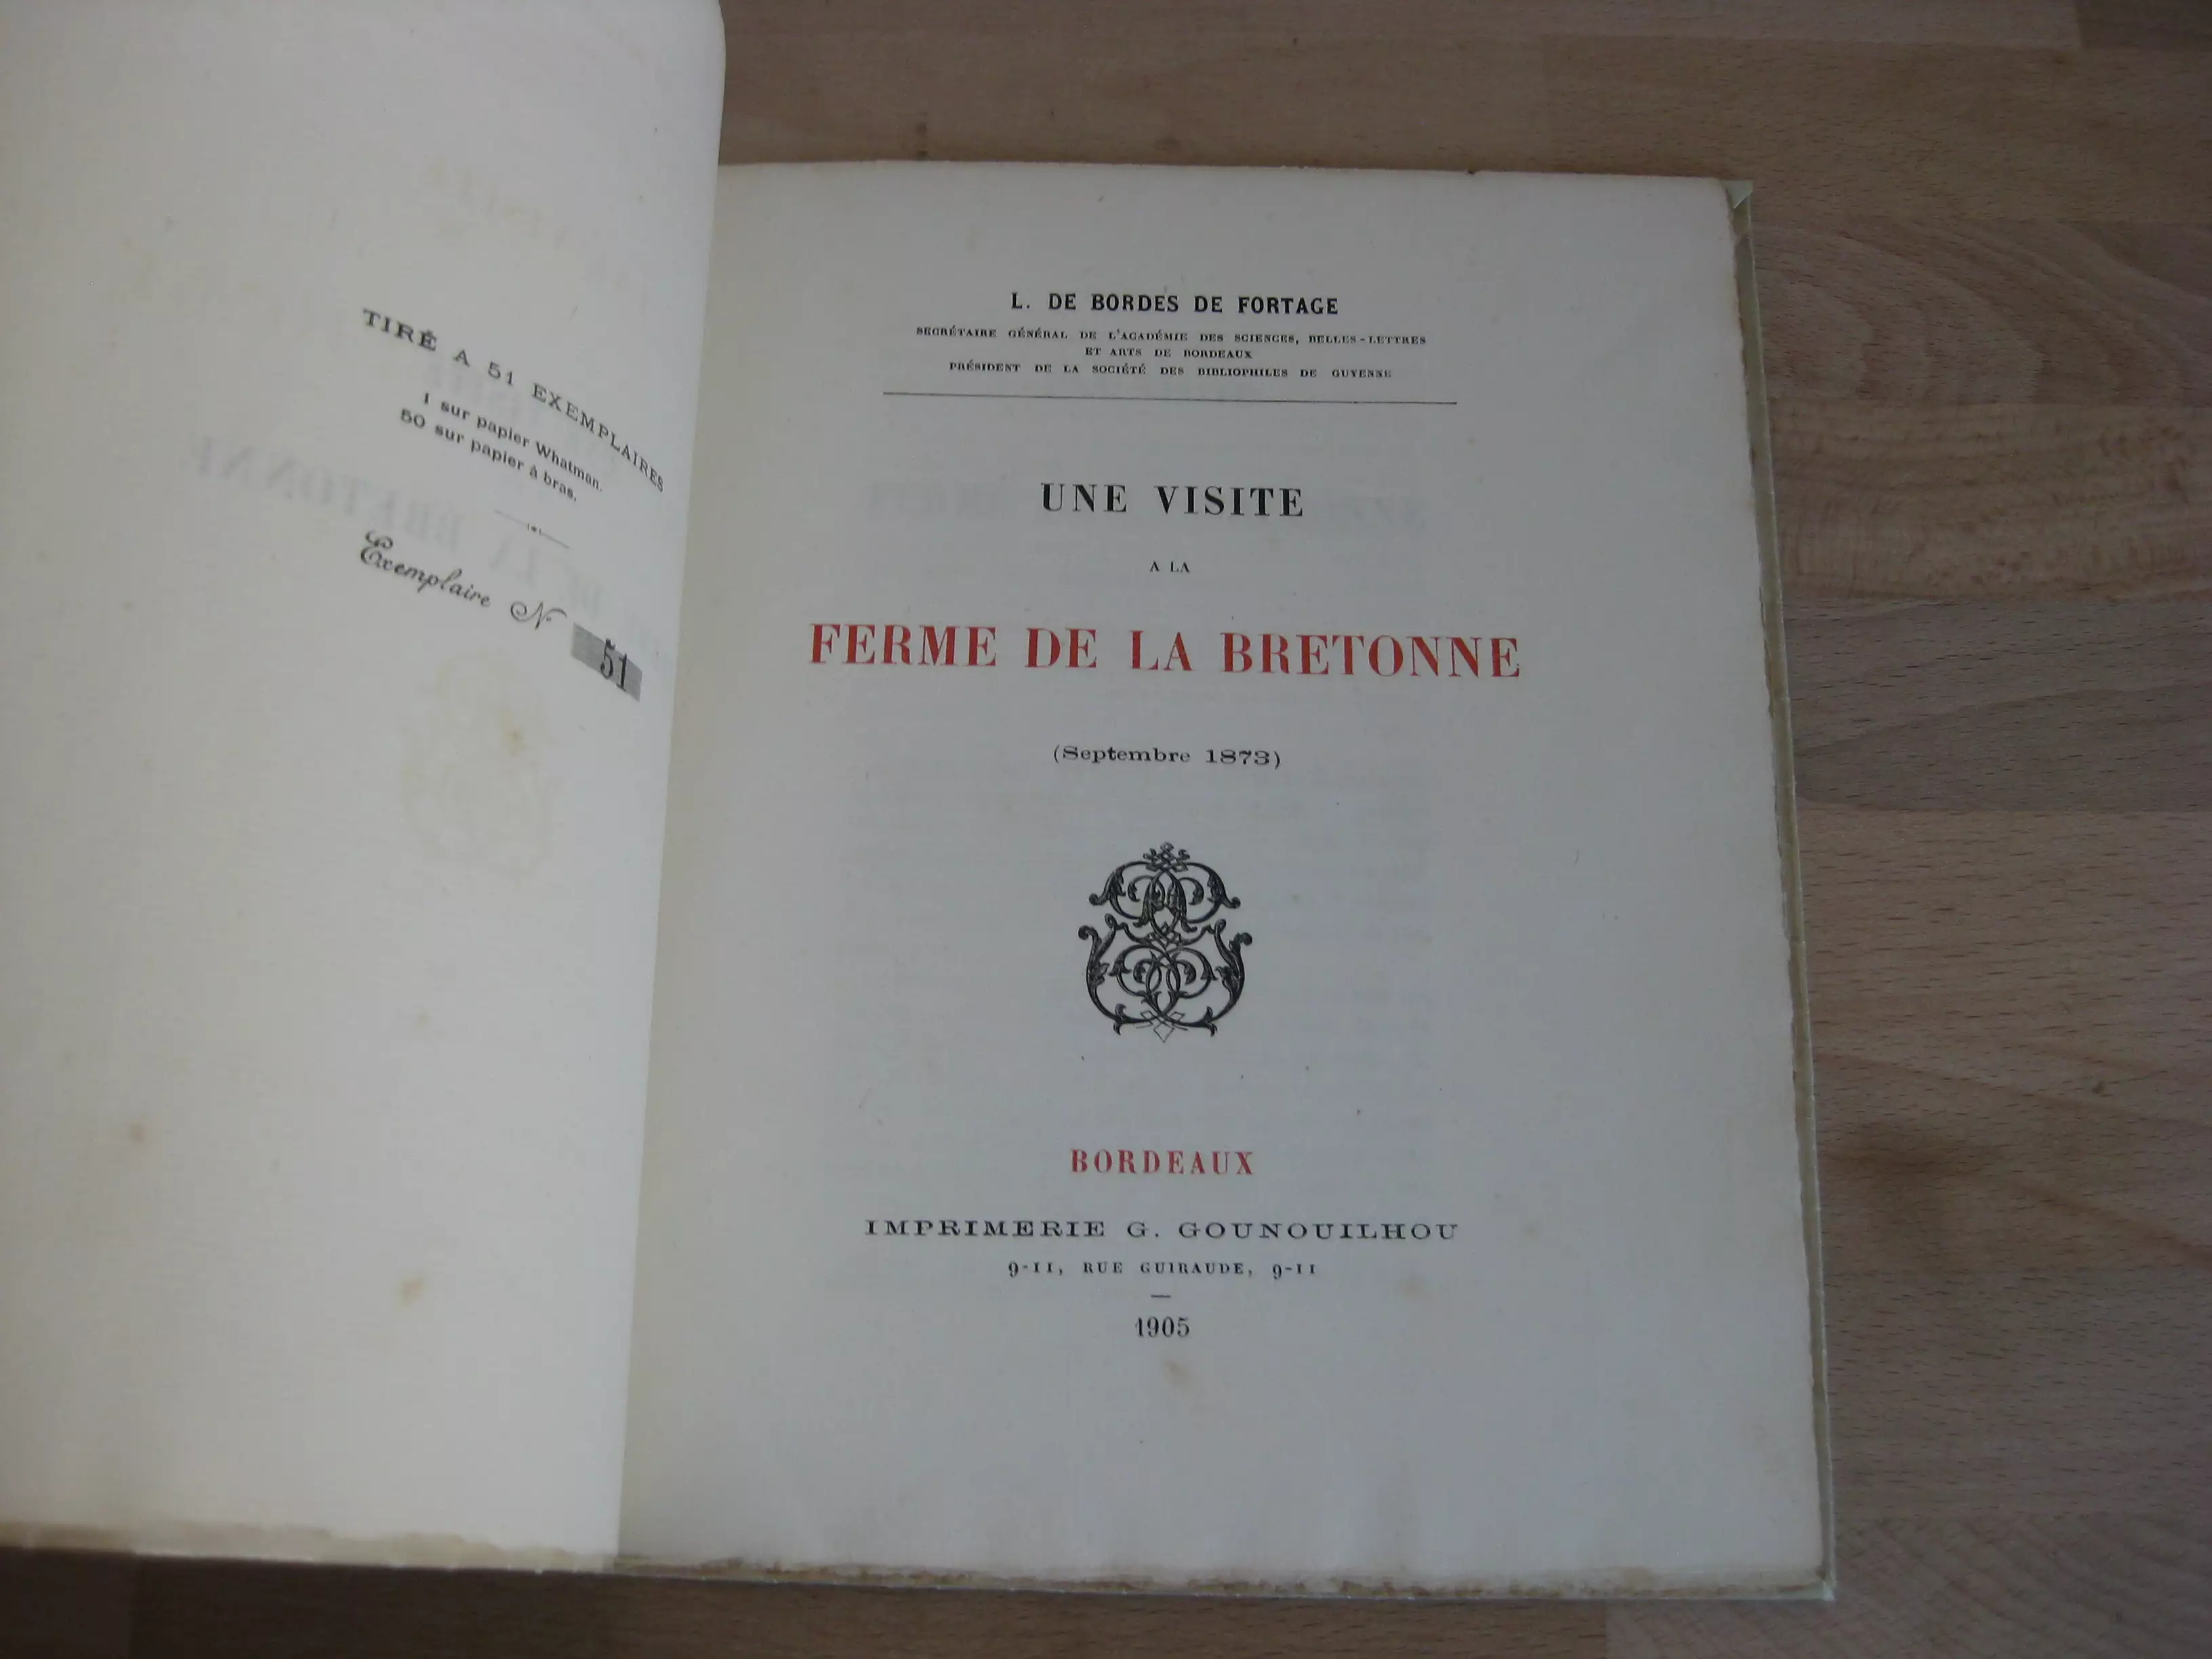 TIRÉ A 51 EXEMPLAIRES
1 sur papier Whatman.
50 sur papier à bras.
Exemplaire N 51
L. DE BORDES DE FORTAGE
SECRÉTAIRE GÉNÉRAL DE L'ACADÉMIE DES SCIENCES, BELLES-LETTRES
ET ARTS DE BORDEAUX
PRÉSIDENT DE LA SOCIÉTÉ DES BIBLIOPHILES DE GUYENNE
UNE VISITE
A LA
FERME DE LA BRETONNE
(Septembre 1873)
BORDEAUX
IMPRIMERIE G. GOUNOUILHOU
9-11, RUE GUIRAUDE, 9-11
1905